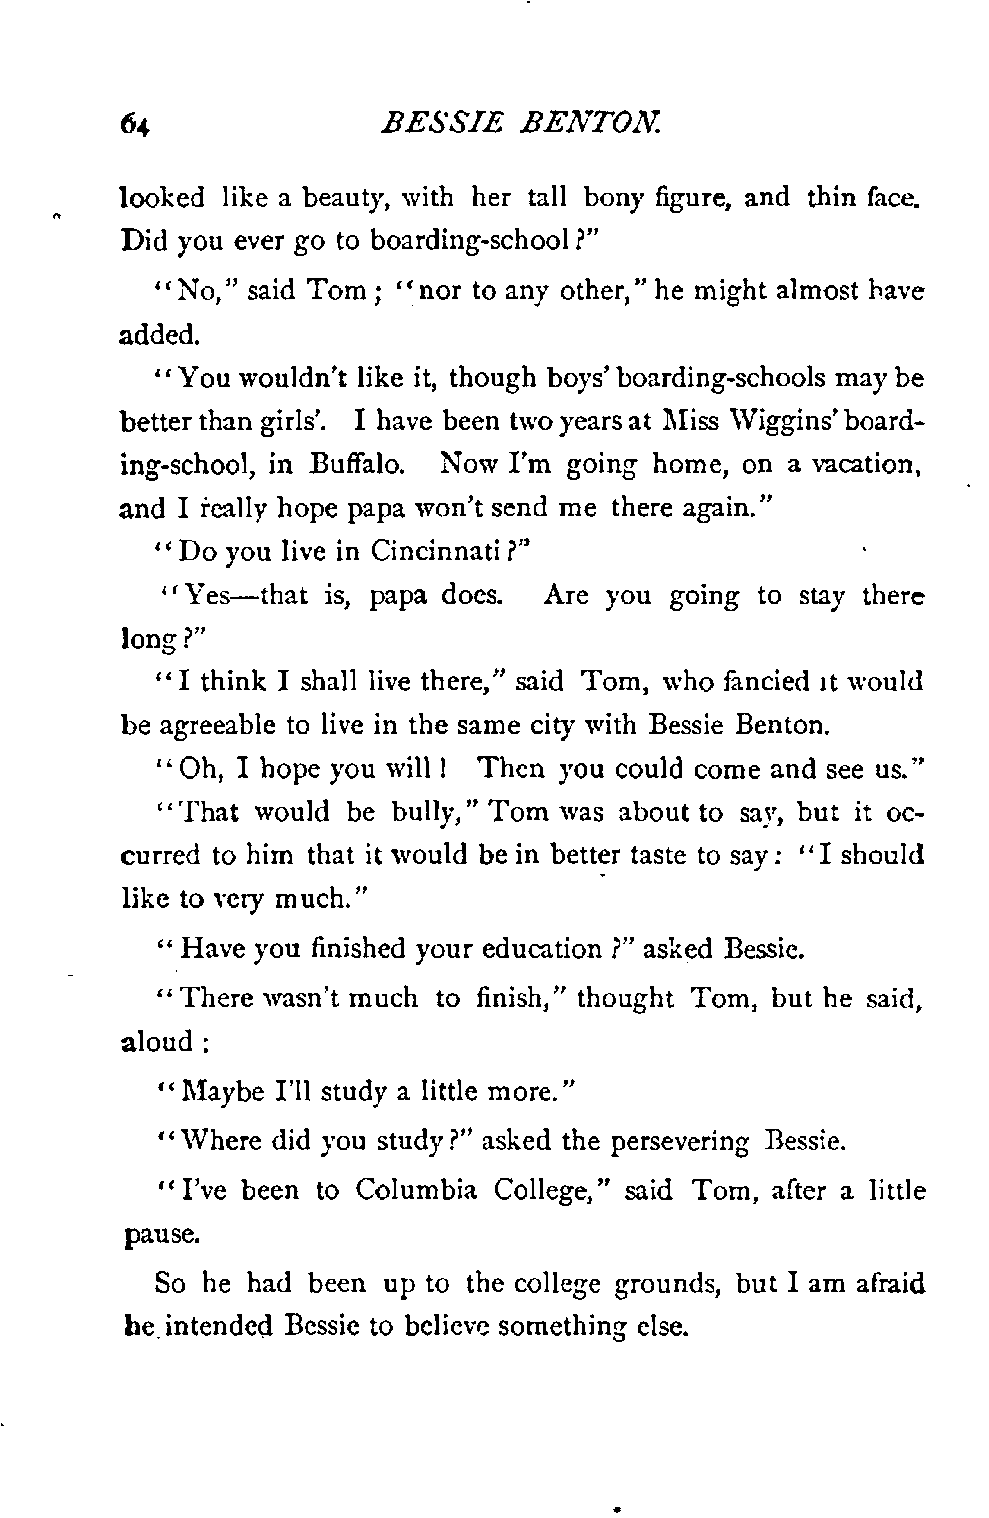 64 BESSIE BENTON.
looked like a beauty, with her tall bony figure, and thin face.
Did you ever go to boarding-school?"
"No," said Tom; "nor to any other," he might almost have
added.
"You wouldn't like it, though boys' boarding-schools may be
better than girls'. I have been two years at Miss Wiggins' board-
ing-school, in Buffalo. Now I'm going home, on a vacation,
and I really hope papa won't send me there again."
"Do you live in Cincinnati?"
"Yes—that is, papa does. Are you going to stay there
long?"
"I think I shall live there," said Tom, who fancied it would
be agreeable to live in the same city with Bessie Benton.
"Oh, I hope you will! Then you could come and see us."
"That would be bully," Tom was about to say, but it oc-
curred to him that it would be in better taste to say: "I should
like to very much."
"Have you finished your education?" asked Bessie.
"There wasn't much to finish," thought Tom, but he said,
aloud:
"Maybe I'll study a little more."
"Where did you study?" asked the persevering Bessie.
"I've been to Columbia College," said Tom, after a little
pause.
So he had been up to the college grounds, but I am afraid
he intended Bessie to believe something else.